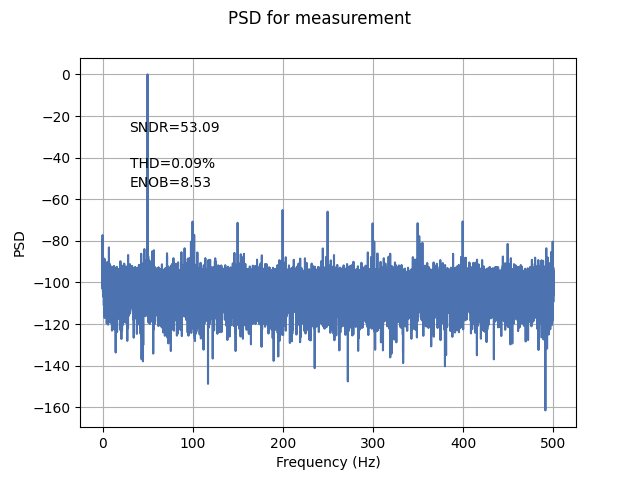 PSD for measurement
0
−20
−40
−60
−80
−100
−120
−140
−160
PSD
SNDR=53.09
THD=0.09%
ENOB=8.53
0 100 200 300 400 500
Frequency (Hz)